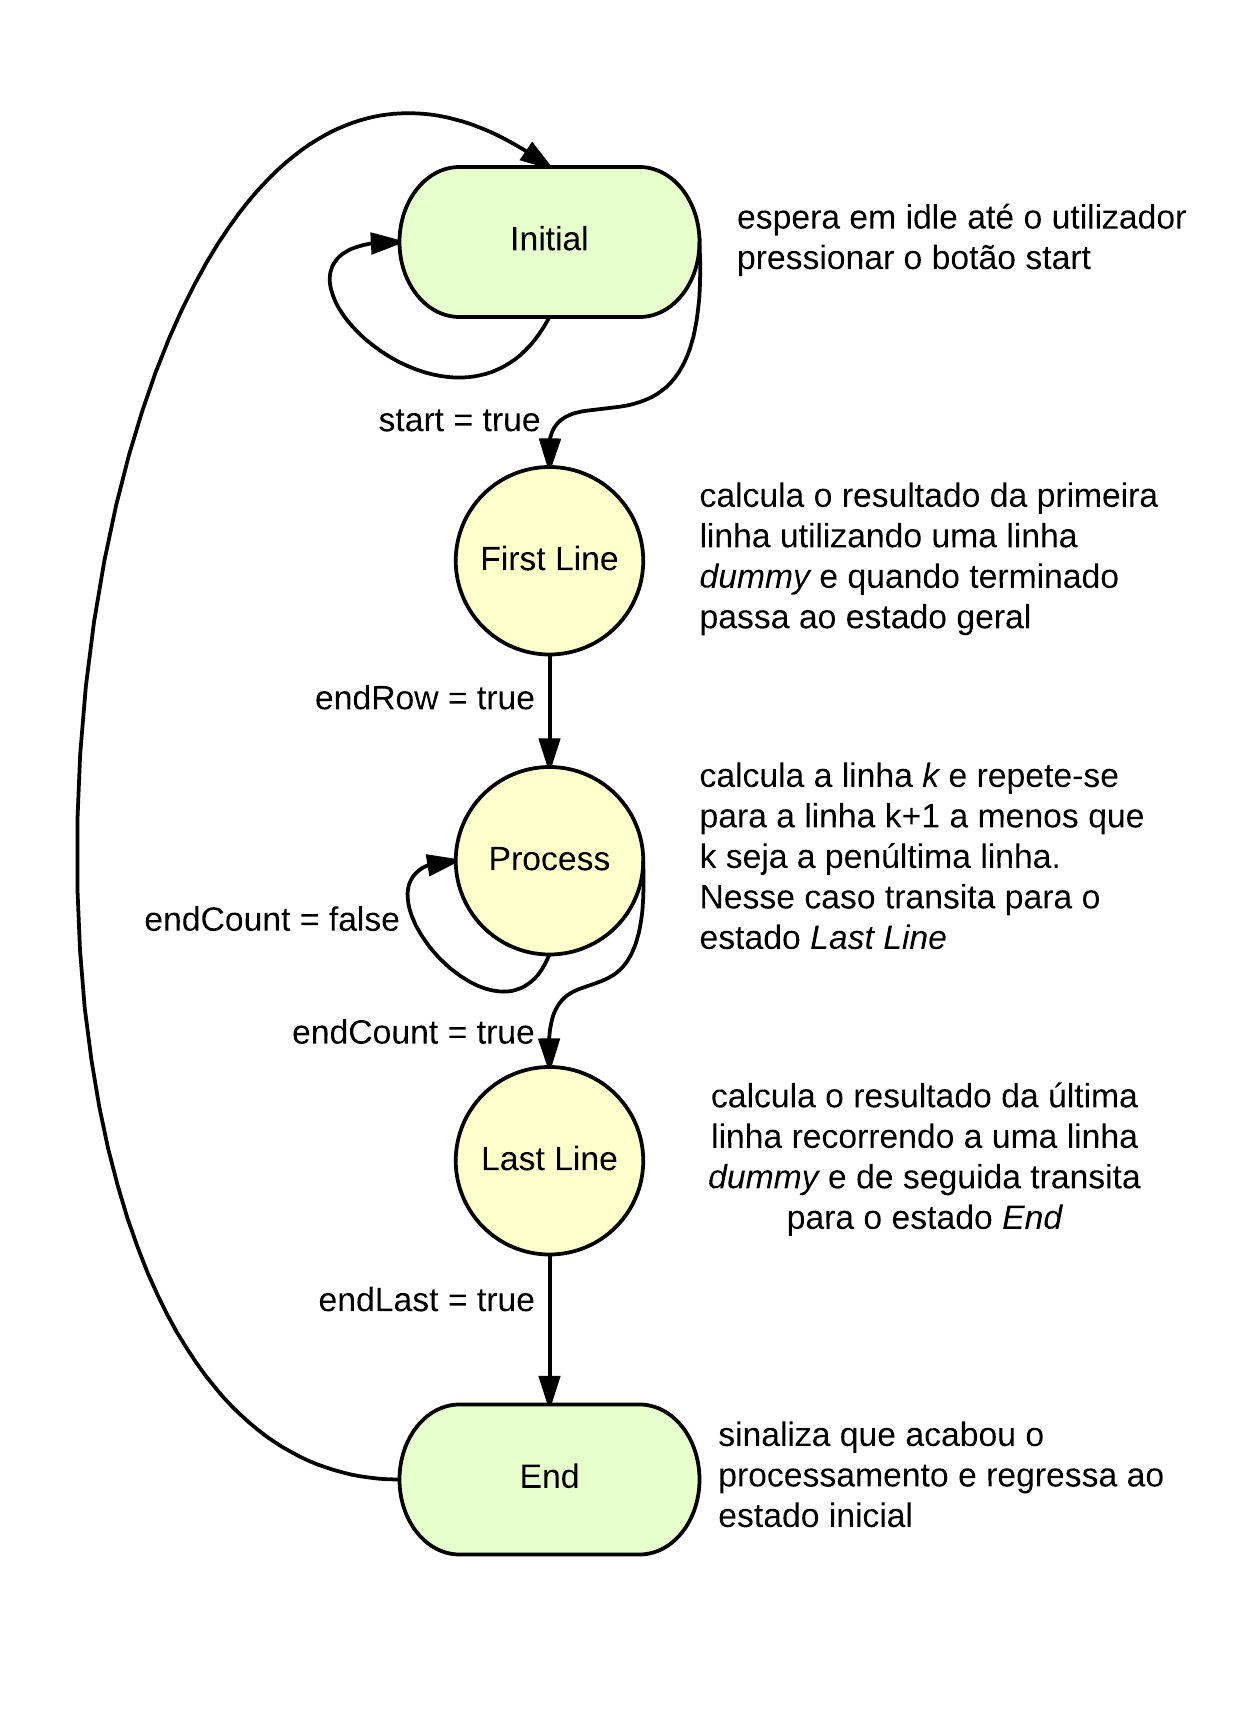 Initial
espera em idle até o utilizador
pressionar o botão start
start = true
First Line
calcula o resultado da primeira
linha utilizando uma linha
dummy e quando terminado
passa ao estado geral
endRow = true
Process
calcula a linha k e repete-se
para a linha k+1 a menos que
k seja a penúltima linha.
Nesse caso transita para o
estado Last Line
endCount = false
endCount = true
Last Line
calcula o resultado da última
linha recorrendo a uma linha
dummy e de seguida transita
para o estado End
endLast = true
End
sinaliza que acabou o
processamento e regressa ao
estado inicial